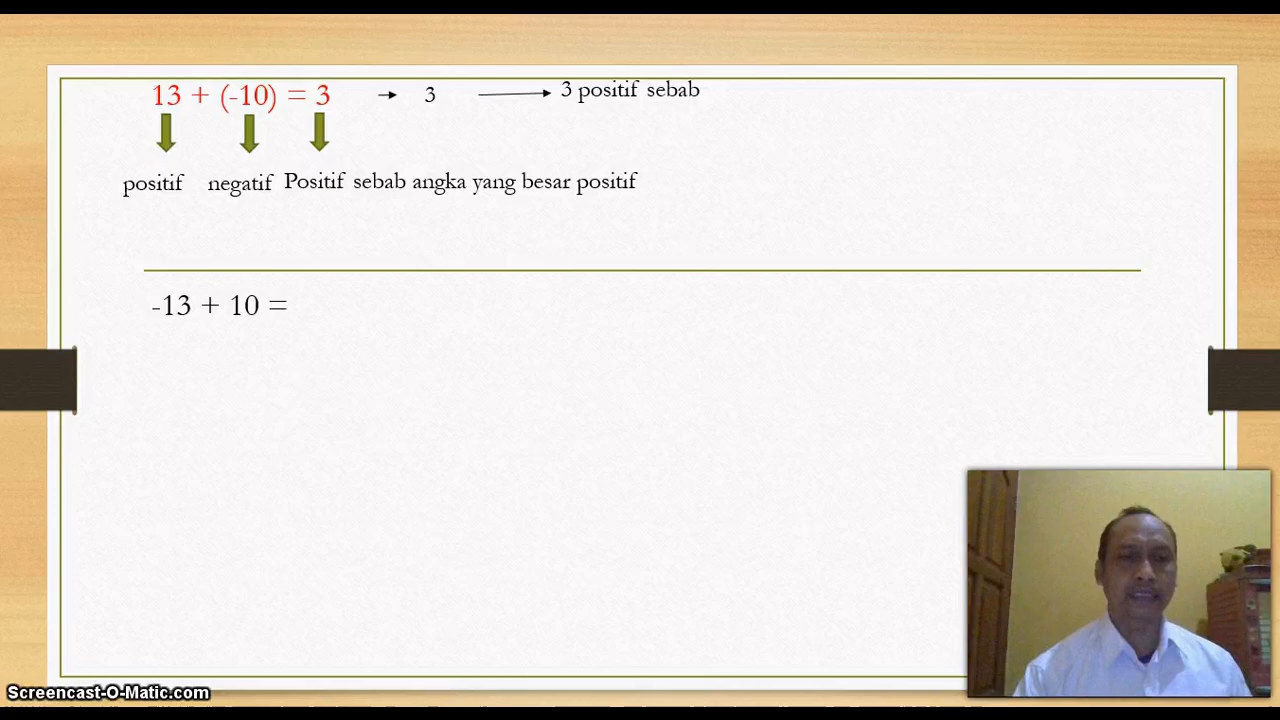 13 + (-10) = 3 → 3 → 3 positif sebab
positif negatif Positif sebab angka yang besar positif
-13 + 10 =
Screencast-O-Matic.com